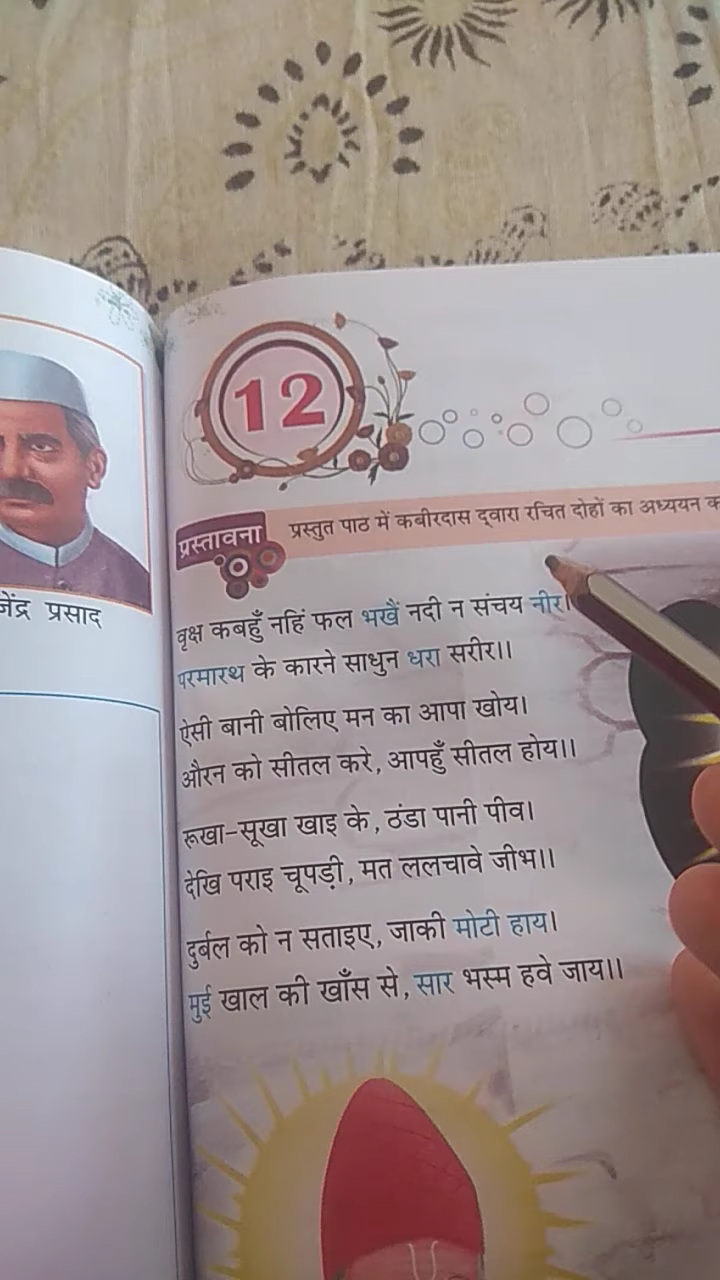 12
प्रस्तावना
प्रस्तुत पाठ में कबीरदास द्वारा रचित दोहों का अध्ययन
जेंद्र प्रसाद
वृक्ष कबहुँ नहिं फल भखैं नदी न संचय नीर।
परमारथ के कारने साधुन धरा सरीर।।
ऐसी बानी बोलिए मन का आपा खोय।
औरन को सीतल करे, आपहुँ सीतल होय।।
रूखा-सूखा खाइ के, ठंडा पानी पीव।
देखि पराइ चूपड़ी, मत ललचावे जीभ।।
दुर्बल को न सताइए, जाकी मोटी हाय।
मुई खाल की खाँस से, सार भस्म हवे जाय।।